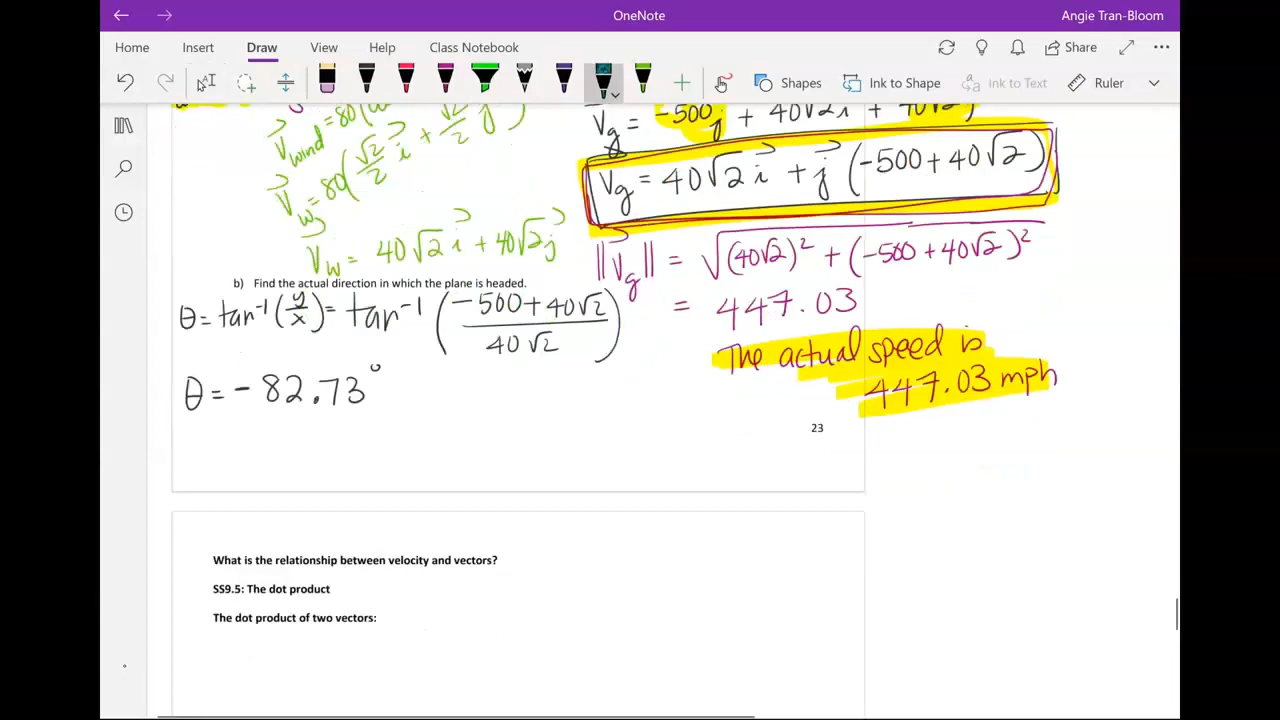 OneNote
Angie Tran-Bloom
Home Insert Draw View Help Class Notebook Share
Shapes Ink to Shape Ink to Text Ruler
V wind = 80(
V w = 80(√2/2 i + √2/2 j)
V w = 40√2 i + 40√2 j
V g = -500j + 40√2 i + 40√2 j
V g = 40√2 i + j (-500 + 40√2)
||V g|| = √(40√2)² + (-500 + 40√2)²
= 447.03
The actual speed is
447.03 mph
b) Find the actual direction in which the plane is headed.
θ = tan⁻¹(y/x) = tan⁻¹(-500 + 40√2 / 40√2)
θ = -82.73°
23
What is the relationship between velocity and vectors?
SS9.5: The dot product
The dot product of two vectors: